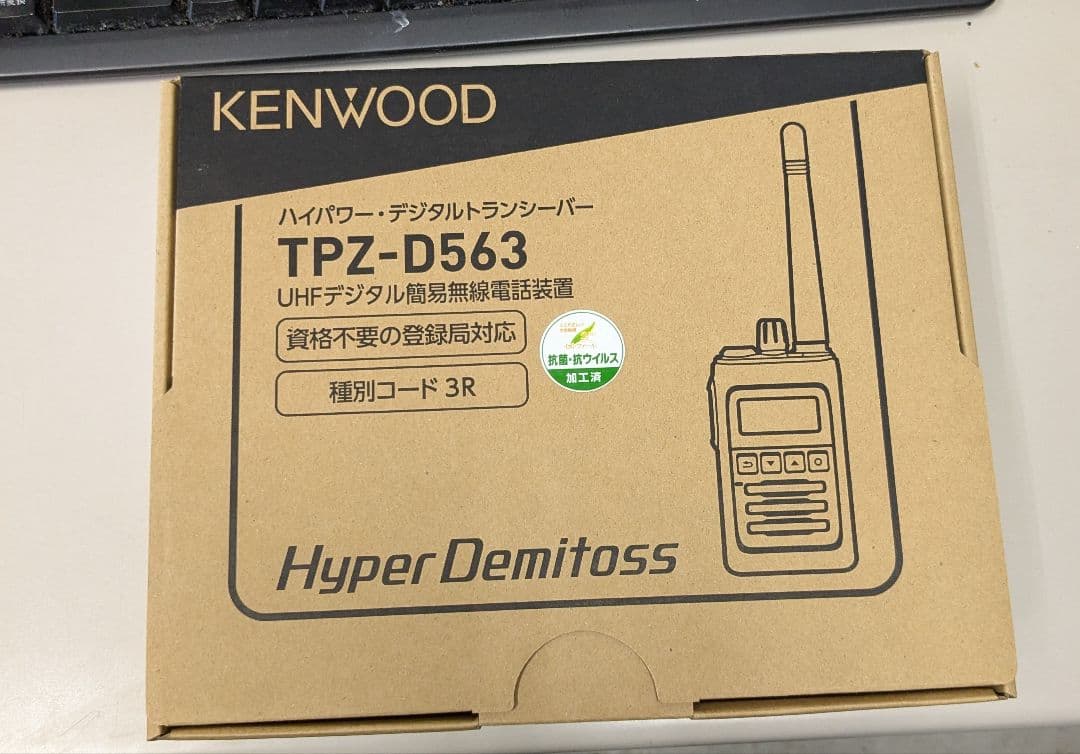 KENWOOD
ハイパワー・デジタルトランシーバー
TPZ-D563
UHFデジタル簡易無線電話装置
資格不要の登録局対応
抗菌・抗ウイルス
加工済
種別コード 3R
Hyper Demitoss